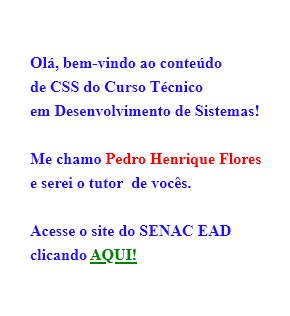 Olá, bem-vindo ao conteúdo
de CSS do Curso Técnico
em Desenvolvimento de Sistemas!
Me chamo Pedro Henrique Flores
e serei o tutor  de vocês.
Acesse o site do SENAC EAD
clicando AQUI!